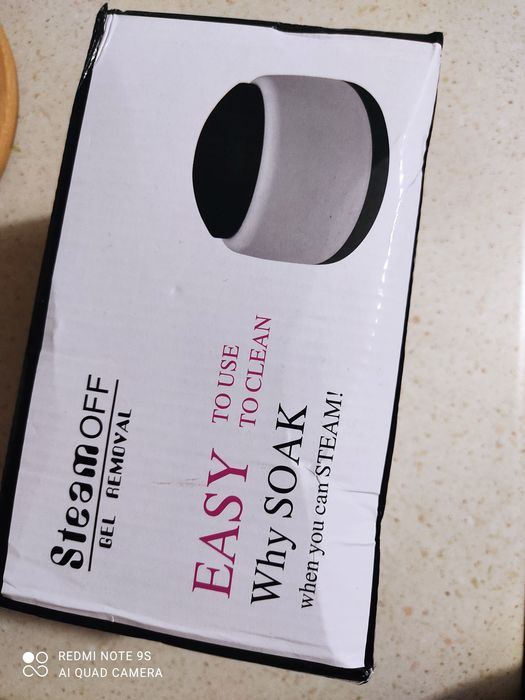 SteamOFF
GEL REMOVAL
EASY TO USE
TO CLEAN
Why SOAK
when you can STEAM!
REDMI NOTE 9S
AI QUAD CAMERA